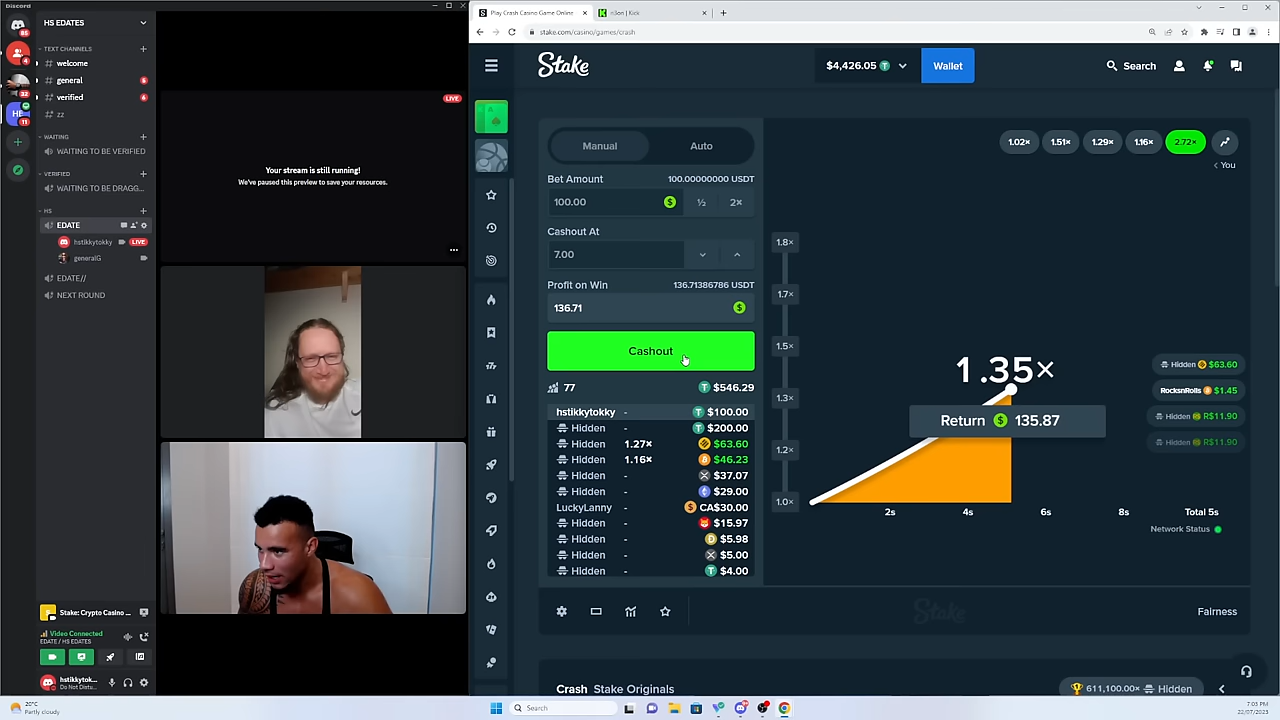 Discord
HS EDATES
TEXT CHANNELS
# welcome
# general 6
# verified 6
# zz
WAITING
WAITING TO BE VERIFIED
VERIFIED
WAITING TO BE DRAGG...
HS
EDATE
hstikkytokky LIVE
generalG
EDATE//
NEXT ROUND
Stake: Crypto Casino ...
Video Connected
EDATE / HS EDATES
hstikkytok...
Do Not Distu...
LIVE
Your stream is still running!
We've paused this preview to save your resources.
Play Crash Casino Game Online
n3on | Kick
stake.com/casino/games/crash
Stake
$4,426.05
Wallet
Search
Manual
Auto
Bet Amount
100.00000000 USDT
100.00
½
2×
Cashout At
7.00
Profit on Win
136.71386786 USDT
136.71
Cashout
77
$546.29
hstikkytokky - $100.00
Hidden - $200.00
Hidden 1.27× $63.60
Hidden 1.16× $46.23
Hidden - $37.07
Hidden - $29.00
LuckyLanny - CA$30.00
Hidden - $15.97
Hidden - $5.98
Hidden - $5.00
Hidden - $4.00
1.02×
1.51×
1.29×
1.16×
2.72×
You
1.8×
1.7×
1.5×
1.3×
1.2×
1.0×
1.35×
Return 135.87
Hidden $63.60
RocksnRolls $1.45
Hidden R$11.90
Hidden R$11.90
2s
4s
6s
8s
Total 5s
Network Status
Stake
Fairness
Crash Stake Originals
611,100.00× Hidden
20°C
Partly cloudy
Search
7:03 PM
22/07/2023